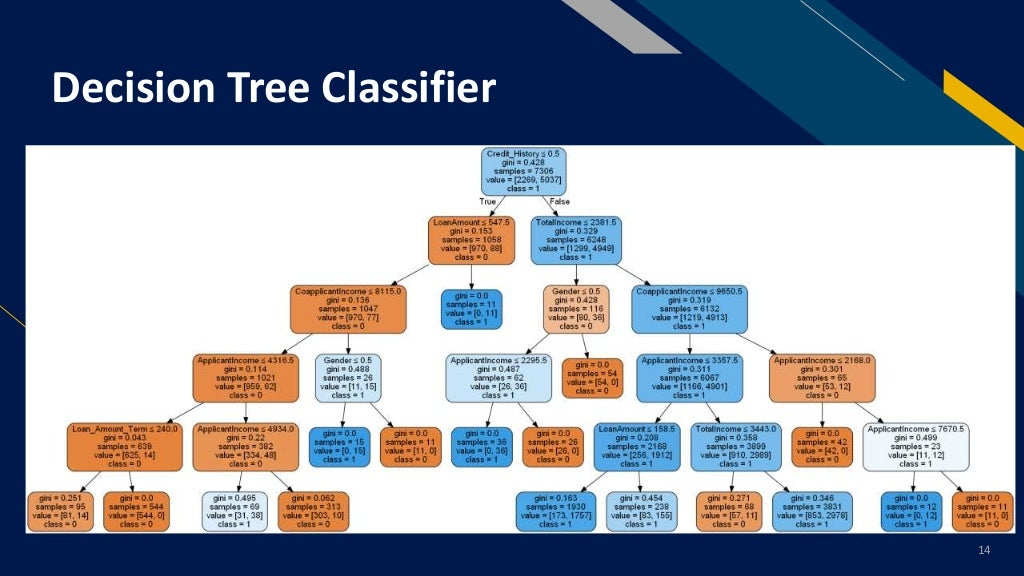 Decision Tree Classifier
Credit_History ≤ 0.5
gini = 0.428
samples = 7306
value = [2269, 5037]
class = 1
True
False
LoanAmount ≤ 547.5
gini = 0.153
samples = 1058
value = [970, 88]
class = 0
TotalIncome ≤ 2381.5
gini = 0.329
samples = 6248
value = [1299, 4949]
class = 1
CoapplicantIncome ≤ 8115.0
gini = 0.136
samples = 1047
value = [970, 77]
class = 0
gini = 0.0
samples = 11
value = [0, 11]
class = 1
Gender ≤ 0.5
gini = 0.428
samples = 116
value = [80, 36]
class = 0
CoapplicantIncome ≤ 9650.5
gini = 0.319
samples = 6132
value = [1219, 4913]
class = 1
ApplicantIncome ≤ 4316.5
gini = 0.114
samples = 1021
value = [959, 62]
class = 0
Gender ≤ 0.5
gini = 0.488
samples = 26
value = [11, 15]
class = 1
ApplicantIncome ≤ 2295.5
gini = 0.487
samples = 62
value = [26, 36]
class = 1
gini = 0.0
samples = 54
value = [54, 0]
class = 0
ApplicantIncome ≤ 3357.5
gini = 0.311
samples = 6067
value = [1166, 4901]
class = 1
ApplicantIncome ≤ 2168.0
gini = 0.301
samples = 65
value = [53, 12]
class = 0
Loan_Amount_Term ≤ 240.0
gini = 0.043
samples = 639
value = [625, 14]
class = 0
ApplicantIncome ≤ 4934.0
gini = 0.22
samples = 382
value = [334, 48]
class = 0
gini = 0.0
samples = 15
value = [0, 15]
class = 1
gini = 0.0
samples = 11
value = [11, 0]
class = 0
gini = 0.0
samples = 36
value = [0, 36]
class = 1
gini = 0.0
samples = 26
value = [26, 0]
class = 0
LoanAmount ≤ 158.5
gini = 0.208
samples = 2168
value = [256, 1912]
class = 1
TotalIncome ≤ 3443.0
gini = 0.358
samples = 3899
value = [910, 2989]
class = 1
gini = 0.0
samples = 42
value = [42, 0]
class = 0
ApplicantIncome ≤ 7670.5
gini = 0.499
samples = 23
value = [11, 12]
class = 1
gini = 0.251
samples = 95
value = [81, 14]
class = 0
gini = 0.0
samples = 544
value = [544, 0]
class = 0
gini = 0.495
samples = 69
value = [31, 38]
class = 1
gini = 0.062
samples = 313
value = [303, 10]
class = 0
gini = 0.163
samples = 1930
value = [173, 1757]
class = 1
gini = 0.454
samples = 238
value = [83, 155]
class = 1
gini = 0.271
samples = 68
value = [57, 11]
class = 0
gini = 0.346
samples = 3831
value = [853, 2978]
class = 1
gini = 0.0
samples = 12
value = [0, 12]
class = 1
gini = 0.0
samples = 11
value = [11, 0]
class = 0
14